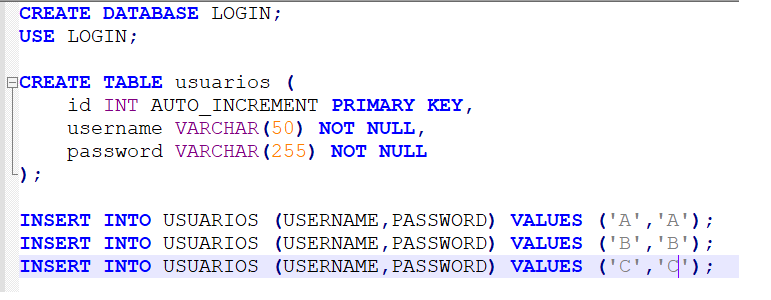 CREATE DATABASE LOGIN;
USE LOGIN;
CREATE TABLE usuarios (
id INT AUTO_INCREMENT PRIMARY KEY,
username VARCHAR(50) NOT NULL,
password VARCHAR(255) NOT NULL
);
INSERT INTO USUARIOS (USERNAME,PASSWORD) VALUES ('A','A');
INSERT INTO USUARIOS (USERNAME,PASSWORD) VALUES ('B','B');
INSERT INTO USUARIOS (USERNAME,PASSWORD) VALUES ('C','C');